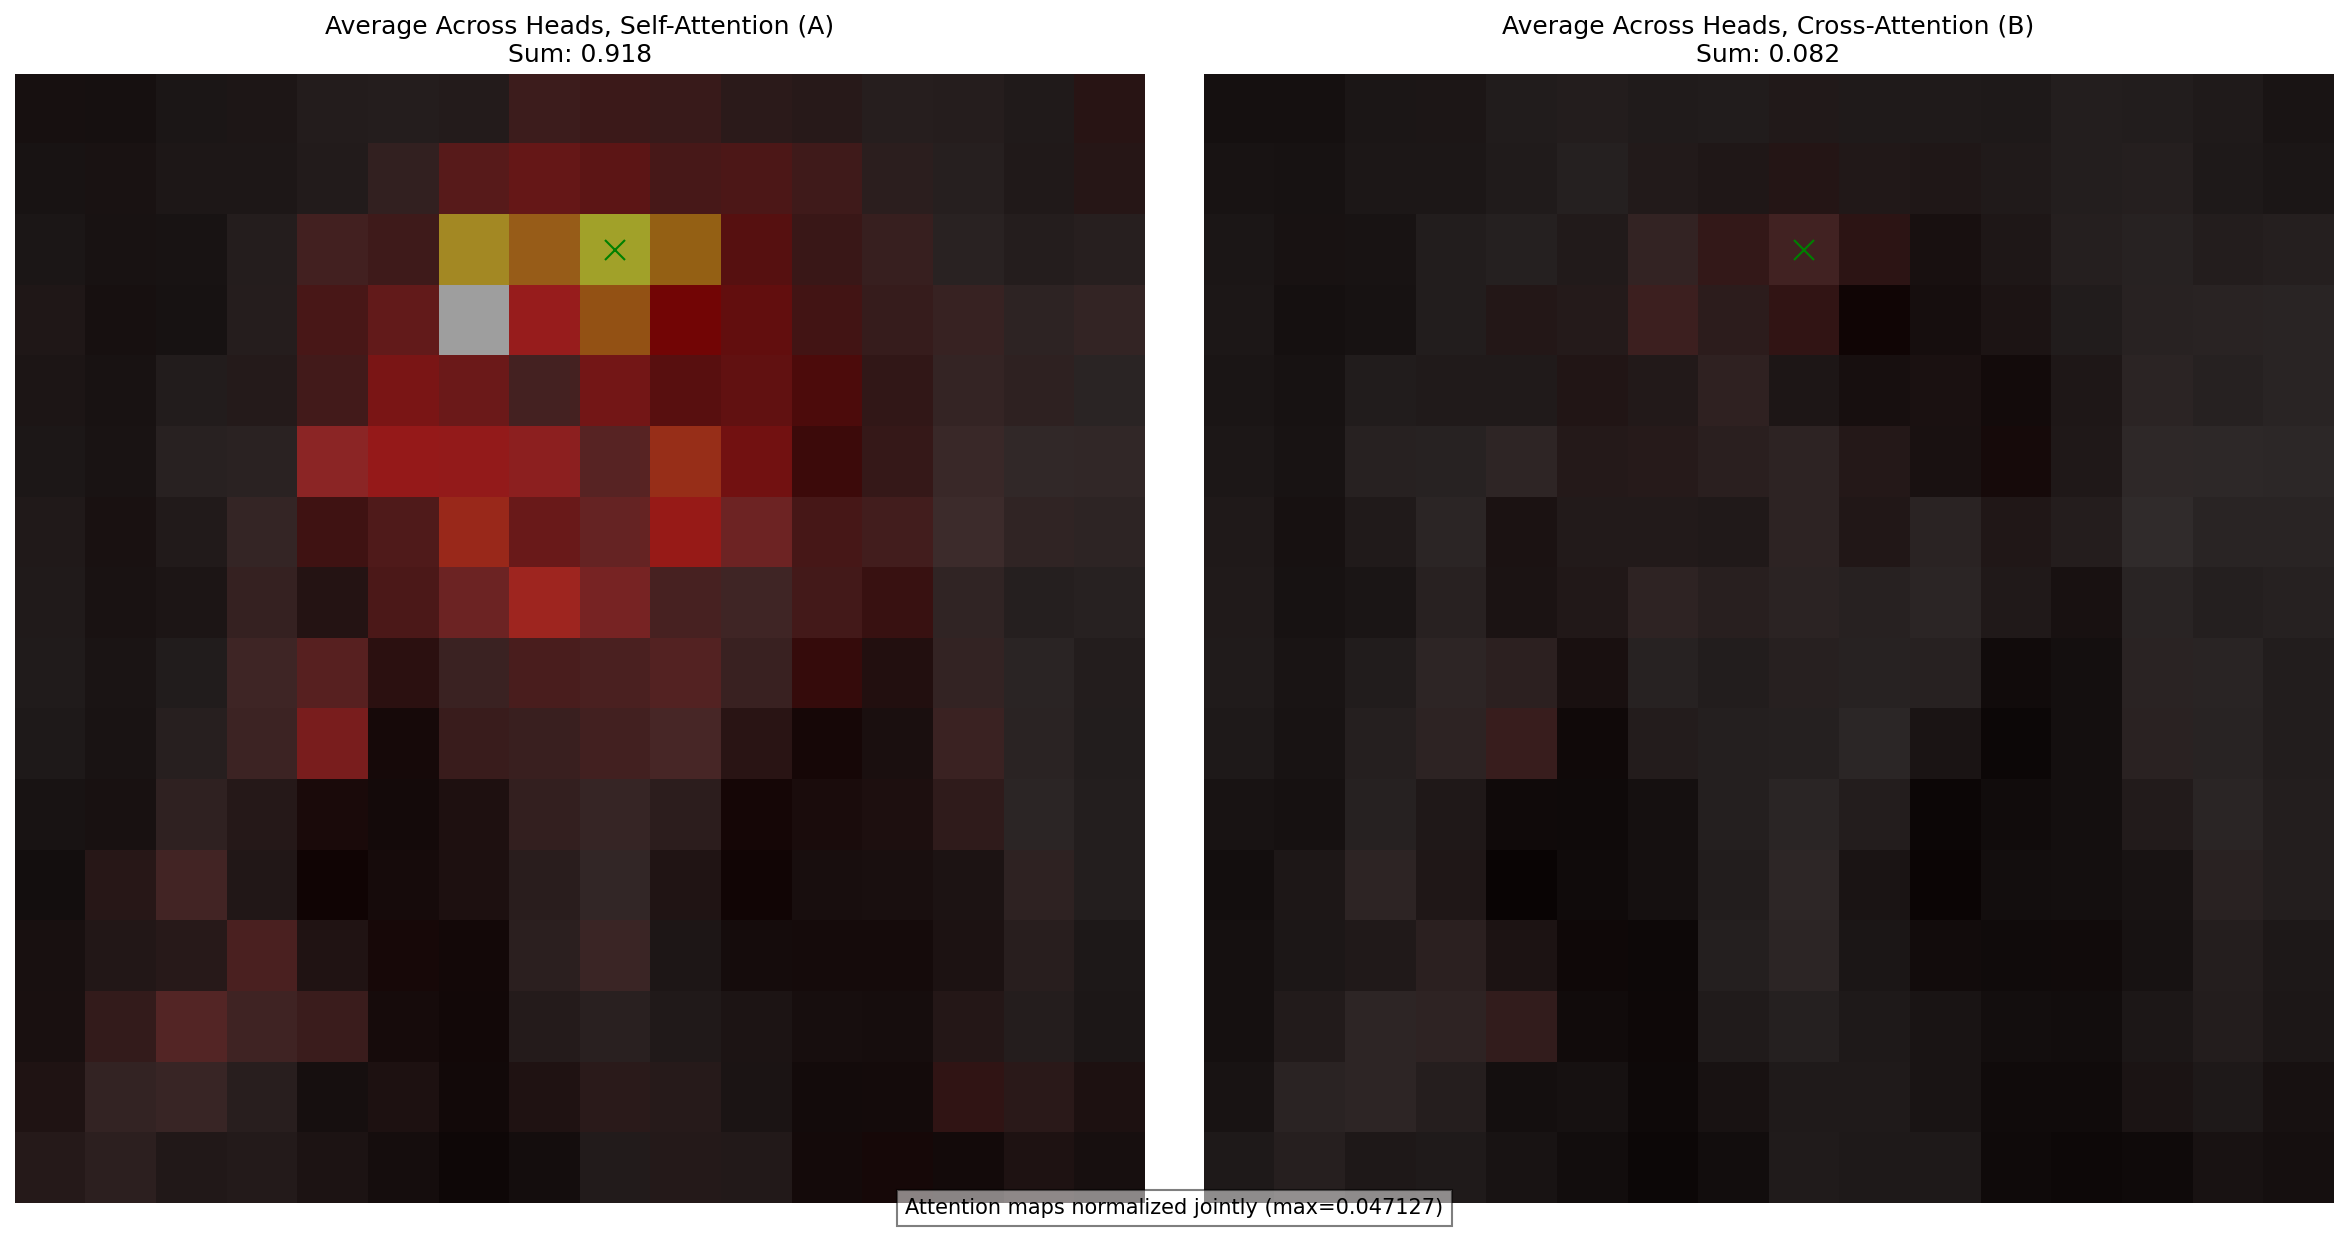 Average Across Heads, Self-Attention (A)
Sum: 0.918
Average Across Heads, Cross-Attention (B)
Sum: 0.082
Attention maps normalized jointly (max=0.047127)